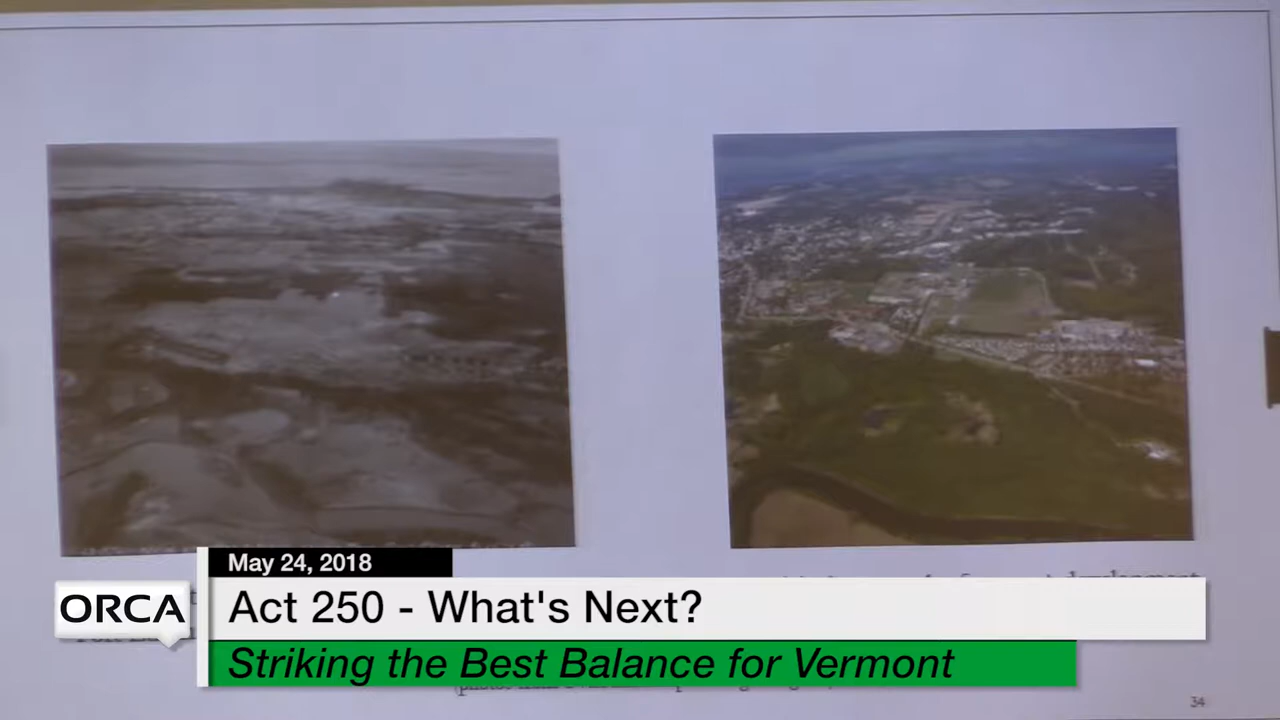 May 24, 2018
ORCA
Act 250 - What's Next?
Striking the Best Balance for Vermont
34